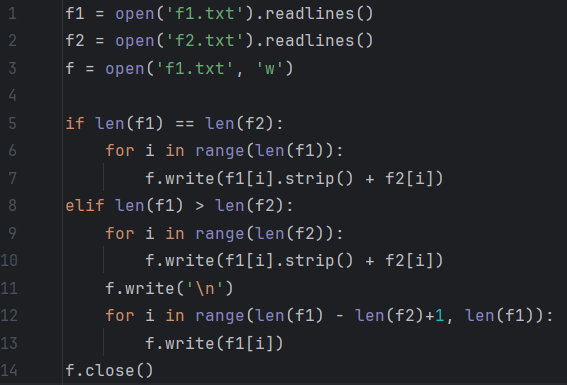 1 f1 = open('f1.txt').readlines()
2 f2 = open('f2.txt').readlines()
3 f = open('f1.txt', 'w')
4
5 if len(f1) == len(f2):
6     for i in range(len(f1)):
7         f.write(f1[i].strip() + f2[i])
8 elif len(f1) > len(f2):
9     for i in range(len(f2)):
10         f.write(f1[i].strip() + f2[i])
11     f.write('\n')
12     for i in range(len(f1) - len(f2)+1, len(f1)):
13         f.write(f1[i])
14 f.close()